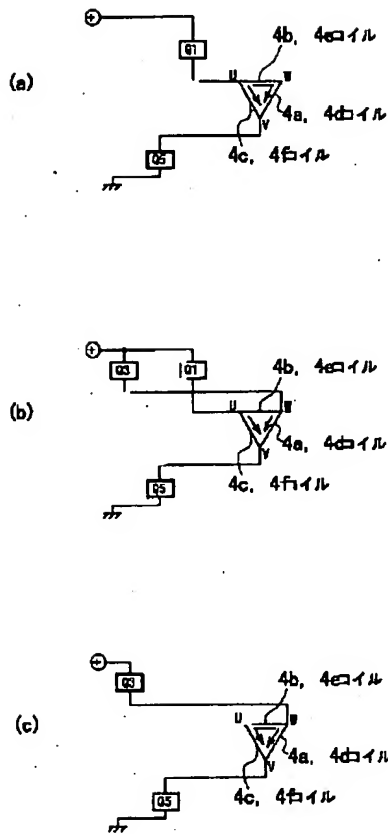 (a)
⊕
Q1
4b, 4eコイル
U
W
4a, 4dコイル
V
Q5
4c, 4fコイル
(b)
⊕
Q3
Q1
4b, 4eコイル
U
W
4a, 4dコイル
V
Q5
4c, 4fコイル
(c)
⊕
Q3
4b, 4eコイル
U
W
4a, 4dコイル
V
Q5
4c, 4fコイル